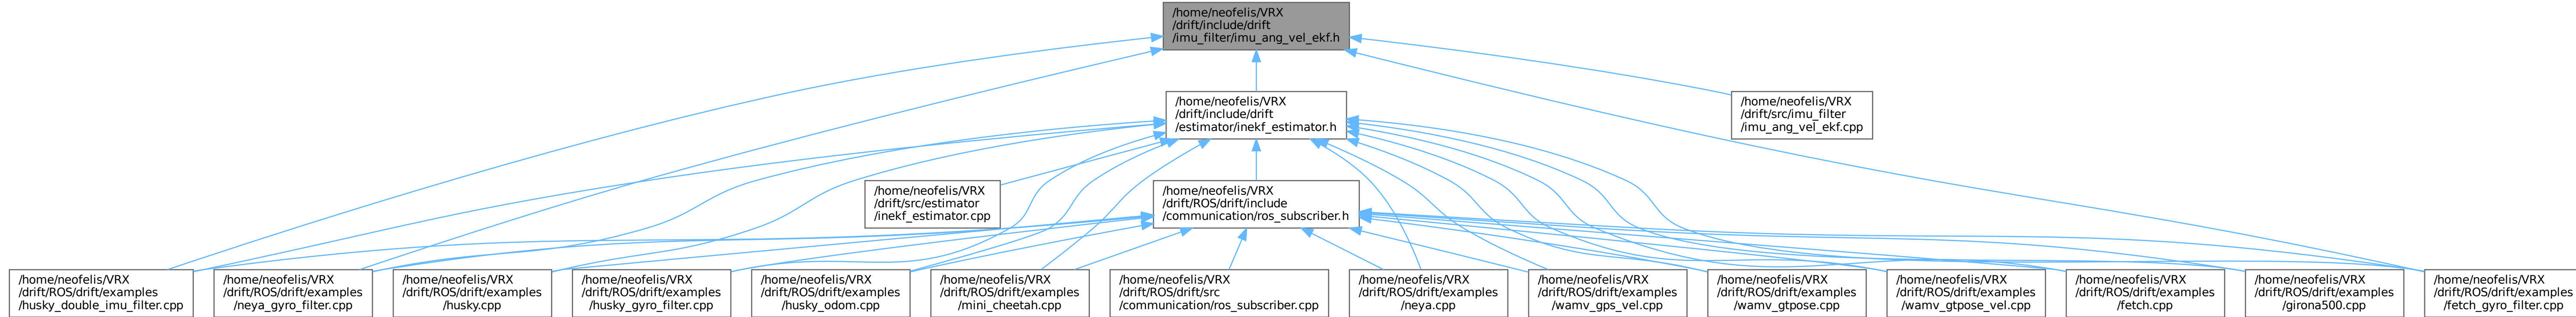 /home/neofelis/VRX
/drift/include/drift
/imu_filter/imu_ang_vel_ekf.h
/home/neofelis/VRX
/drift/include/drift
/estimator/inekf_estimator.h
/home/neofelis/VRX
/drift/src/imu_filter
/imu_ang_vel_ekf.cpp
/home/neofelis/VRX
/drift/src/estimator
/inekf_estimator.cpp
/home/neofelis/VRX
/drift/ROS/drift/include
/communication/ros_subscriber.h
/home/neofelis/VRX
/drift/ROS/drift/examples
/husky_double_imu_filter.cpp
/home/neofelis/VRX
/drift/ROS/drift/examples
/neya_gyro_filter.cpp
/home/neofelis/VRX
/drift/ROS/drift/examples
/husky.cpp
/home/neofelis/VRX
/drift/ROS/drift/examples
/husky_gyro_filter.cpp
/home/neofelis/VRX
/drift/ROS/drift/examples
/husky_odom.cpp
/home/neofelis/VRX
/drift/ROS/drift/examples
/mini_cheetah.cpp
/home/neofelis/VRX
/drift/ROS/drift/src
/communication/ros_subscriber.cpp
/home/neofelis/VRX
/drift/ROS/drift/examples
/neya.cpp
/home/neofelis/VRX
/drift/ROS/drift/examples
/wamv_gps_vel.cpp
/home/neofelis/VRX
/drift/ROS/drift/examples
/wamv_gtpose.cpp
/home/neofelis/VRX
/drift/ROS/drift/examples
/wamv_gtpose_vel.cpp
/home/neofelis/VRX
/drift/ROS/drift/examples
/fetch.cpp
/home/neofelis/VRX
/drift/ROS/drift/examples
/girona500.cpp
/home/neofelis/VRX
/drift/ROS/drift/examples
/fetch_gyro_filter.cpp